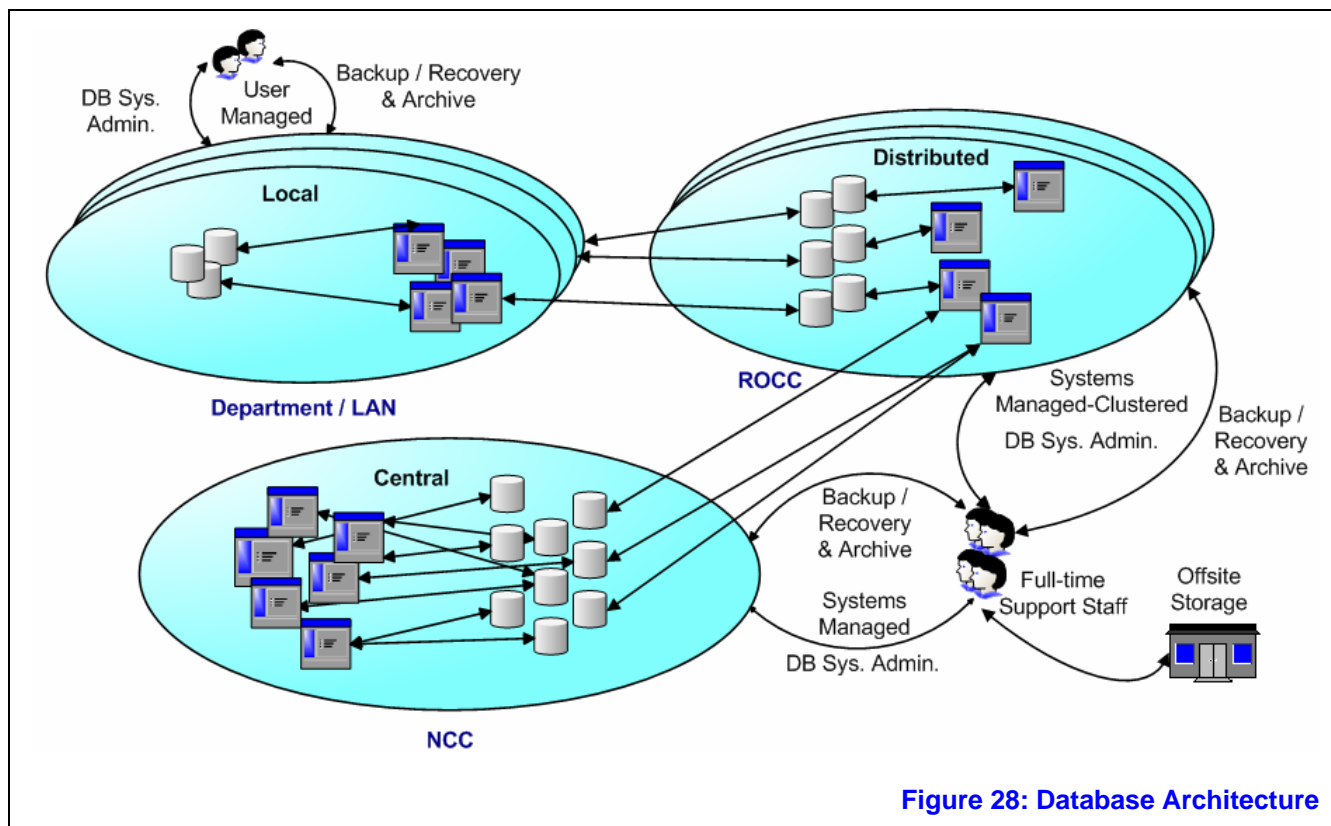 User
Managed
DB Sys.
Admin.
Backup / Recovery
& Archive
Local
Department / LAN
Distributed
ROCC
Systems
Managed-Clustered
DB Sys. Admin.
Backup /
Recovery
& Archive
Central
NCC
Backup /
Recovery
& Archive
Systems
Managed
DB Sys. Admin.
Full-time
Support Staff
Offsite
Storage
Figure 28: Database Architecture